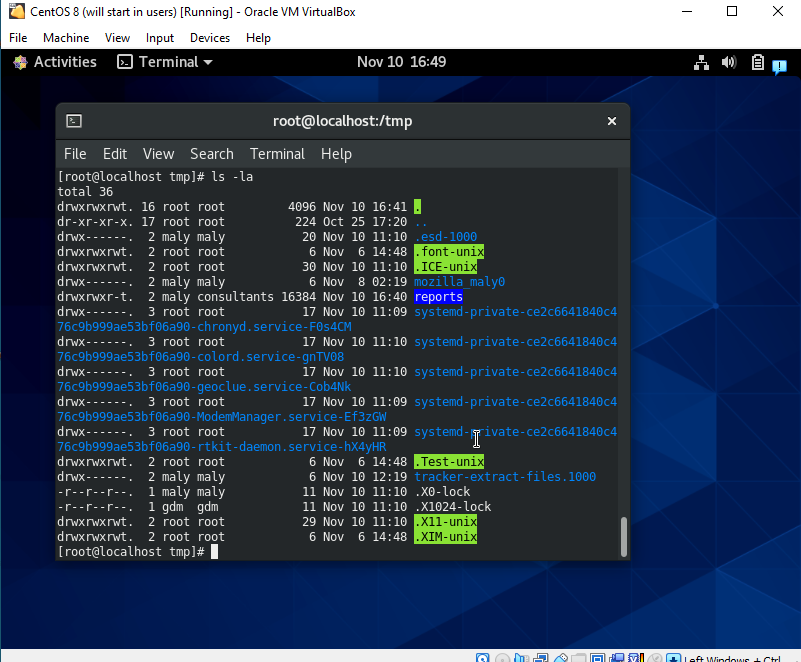 CentOS 8 (will start in users) [Running] - Oracle VM VirtualBox
File Machine View Input Devices Help
Activities Terminal Nov 10 16:49
root@localhost:/tmp
File Edit View Search Terminal Help
[root@localhost tmp]# ls -la
total 36
drwxrwxrwt. 16 root root 4096 Nov 10 16:41 .
dr-xr-xr-x. 17 root root 224 Oct 25 17:20 ..
drwx------. 2 maly maly 20 Nov 10 11:10 .esd-1000
drwxrwxrwt. 2 root root 6 Nov 6 14:48 .font-unix
drwxrwxrwt. 2 root root 30 Nov 10 11:10 .ICE-unix
drwx------. 2 maly maly 6 Nov 8 02:19 mozilla_maly0
drwxrwxr-t. 2 maly consultants 16384 Nov 10 16:40 reports
drwx------. 3 root root 17 Nov 10 11:09 systemd-private-ce2c6641840c4
76c9b999ae53bf06a90-chronyd.service-F0s4CM
drwx------. 3 root root 17 Nov 10 11:10 systemd-private-ce2c6641840c4
76c9b999ae53bf06a90-colord.service-gnTV08
drwx------. 3 root root 17 Nov 10 11:10 systemd-private-ce2c6641840c4
76c9b999ae53bf06a90-geoclue.service-Cob4Nk
drwx------. 3 root root 17 Nov 10 11:09 systemd-private-ce2c6641840c4
76c9b999ae53bf06a90-ModemManager.service-Ef3zGW
drwx------. 3 root root 17 Nov 10 11:09 systemd-private-ce2c6641840c4
76c9b999ae53bf06a90-rtkit-daemon.service-hX4yHR
drwxrwxrwt. 2 root root 6 Nov 6 14:48 .Test-unix
drwx------. 2 maly maly 6 Nov 10 12:19 tracker-extract-files.1000
-r--r--r--. 1 maly maly 11 Nov 10 11:10 .X0-lock
-r--r--r--. 1 gdm gdm 11 Nov 10 11:10 .X1024-lock
drwxrwxrwt. 2 root root 29 Nov 10 11:10 .X11-unix
drwxrwxrwt. 2 root root 6 Nov 6 14:48 .XIM-unix
[root@localhost tmp]#
Left Windows + Ctrl